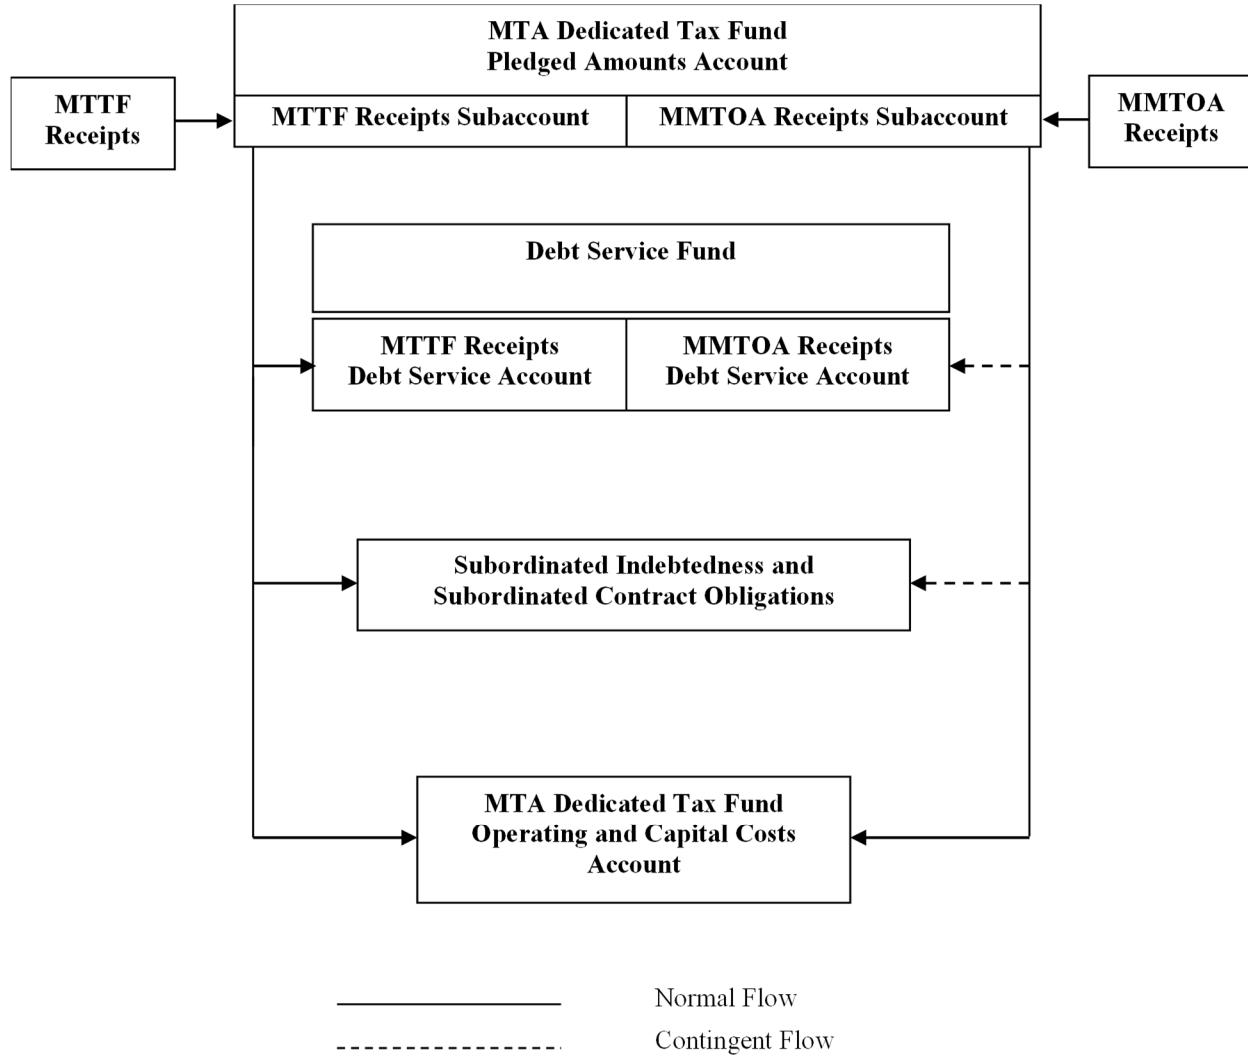 MTA Dedicated Tax Fund
Pledged Amounts Account
MTTF
Receipts
MTTF Receipts Subaccount
MMTOA Receipts Subaccount
MMTOA
Receipts
Debt Service Fund
MTTF Receipts
Debt Service Account
MMTOA Receipts
Debt Service Account
Subordinated Indebtedness and
Subordinated Contract Obligations
MTA Dedicated Tax Fund
Operating and Capital Costs
Account
Normal Flow
Contingent Flow